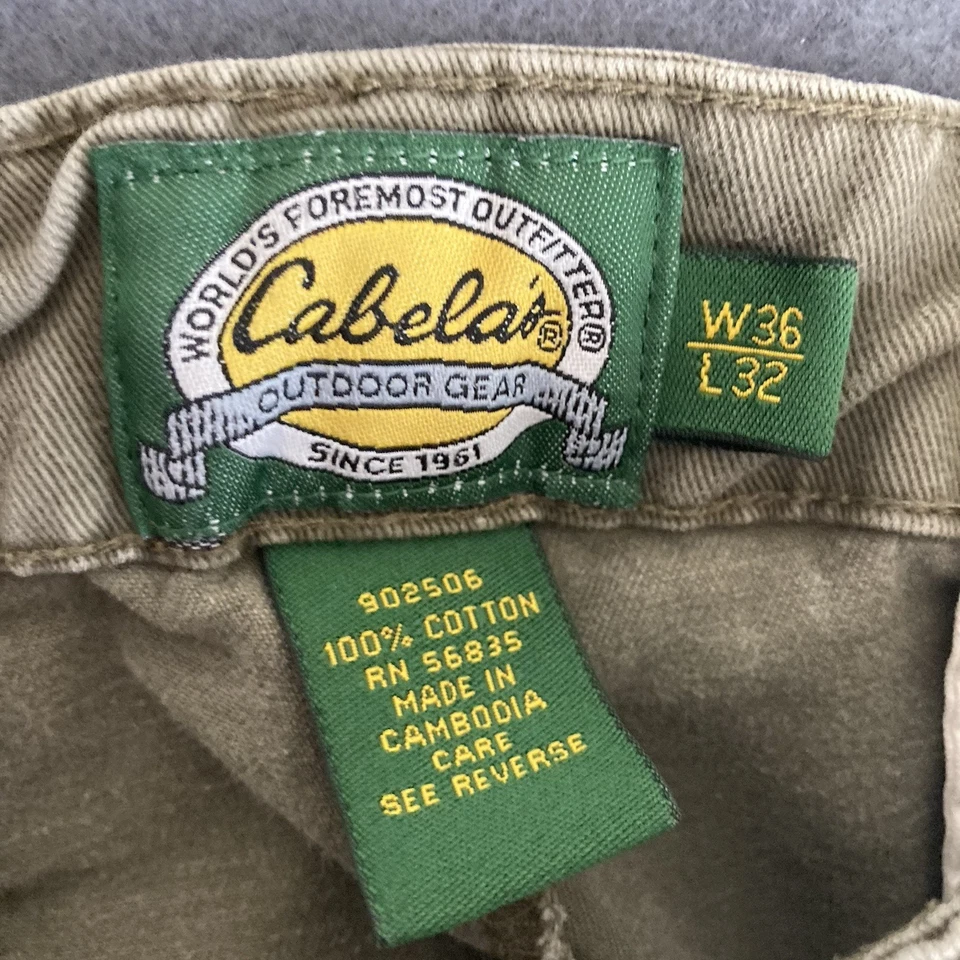 WORLD'S FOREMOST OUTFITTER®
Cabela's®
OUTDOOR GEAR
SINCE 1961
W36
L32
902506
100% COTTON
RN 56835
MADE IN
CAMBODIA
CARE
SEE REVERSE